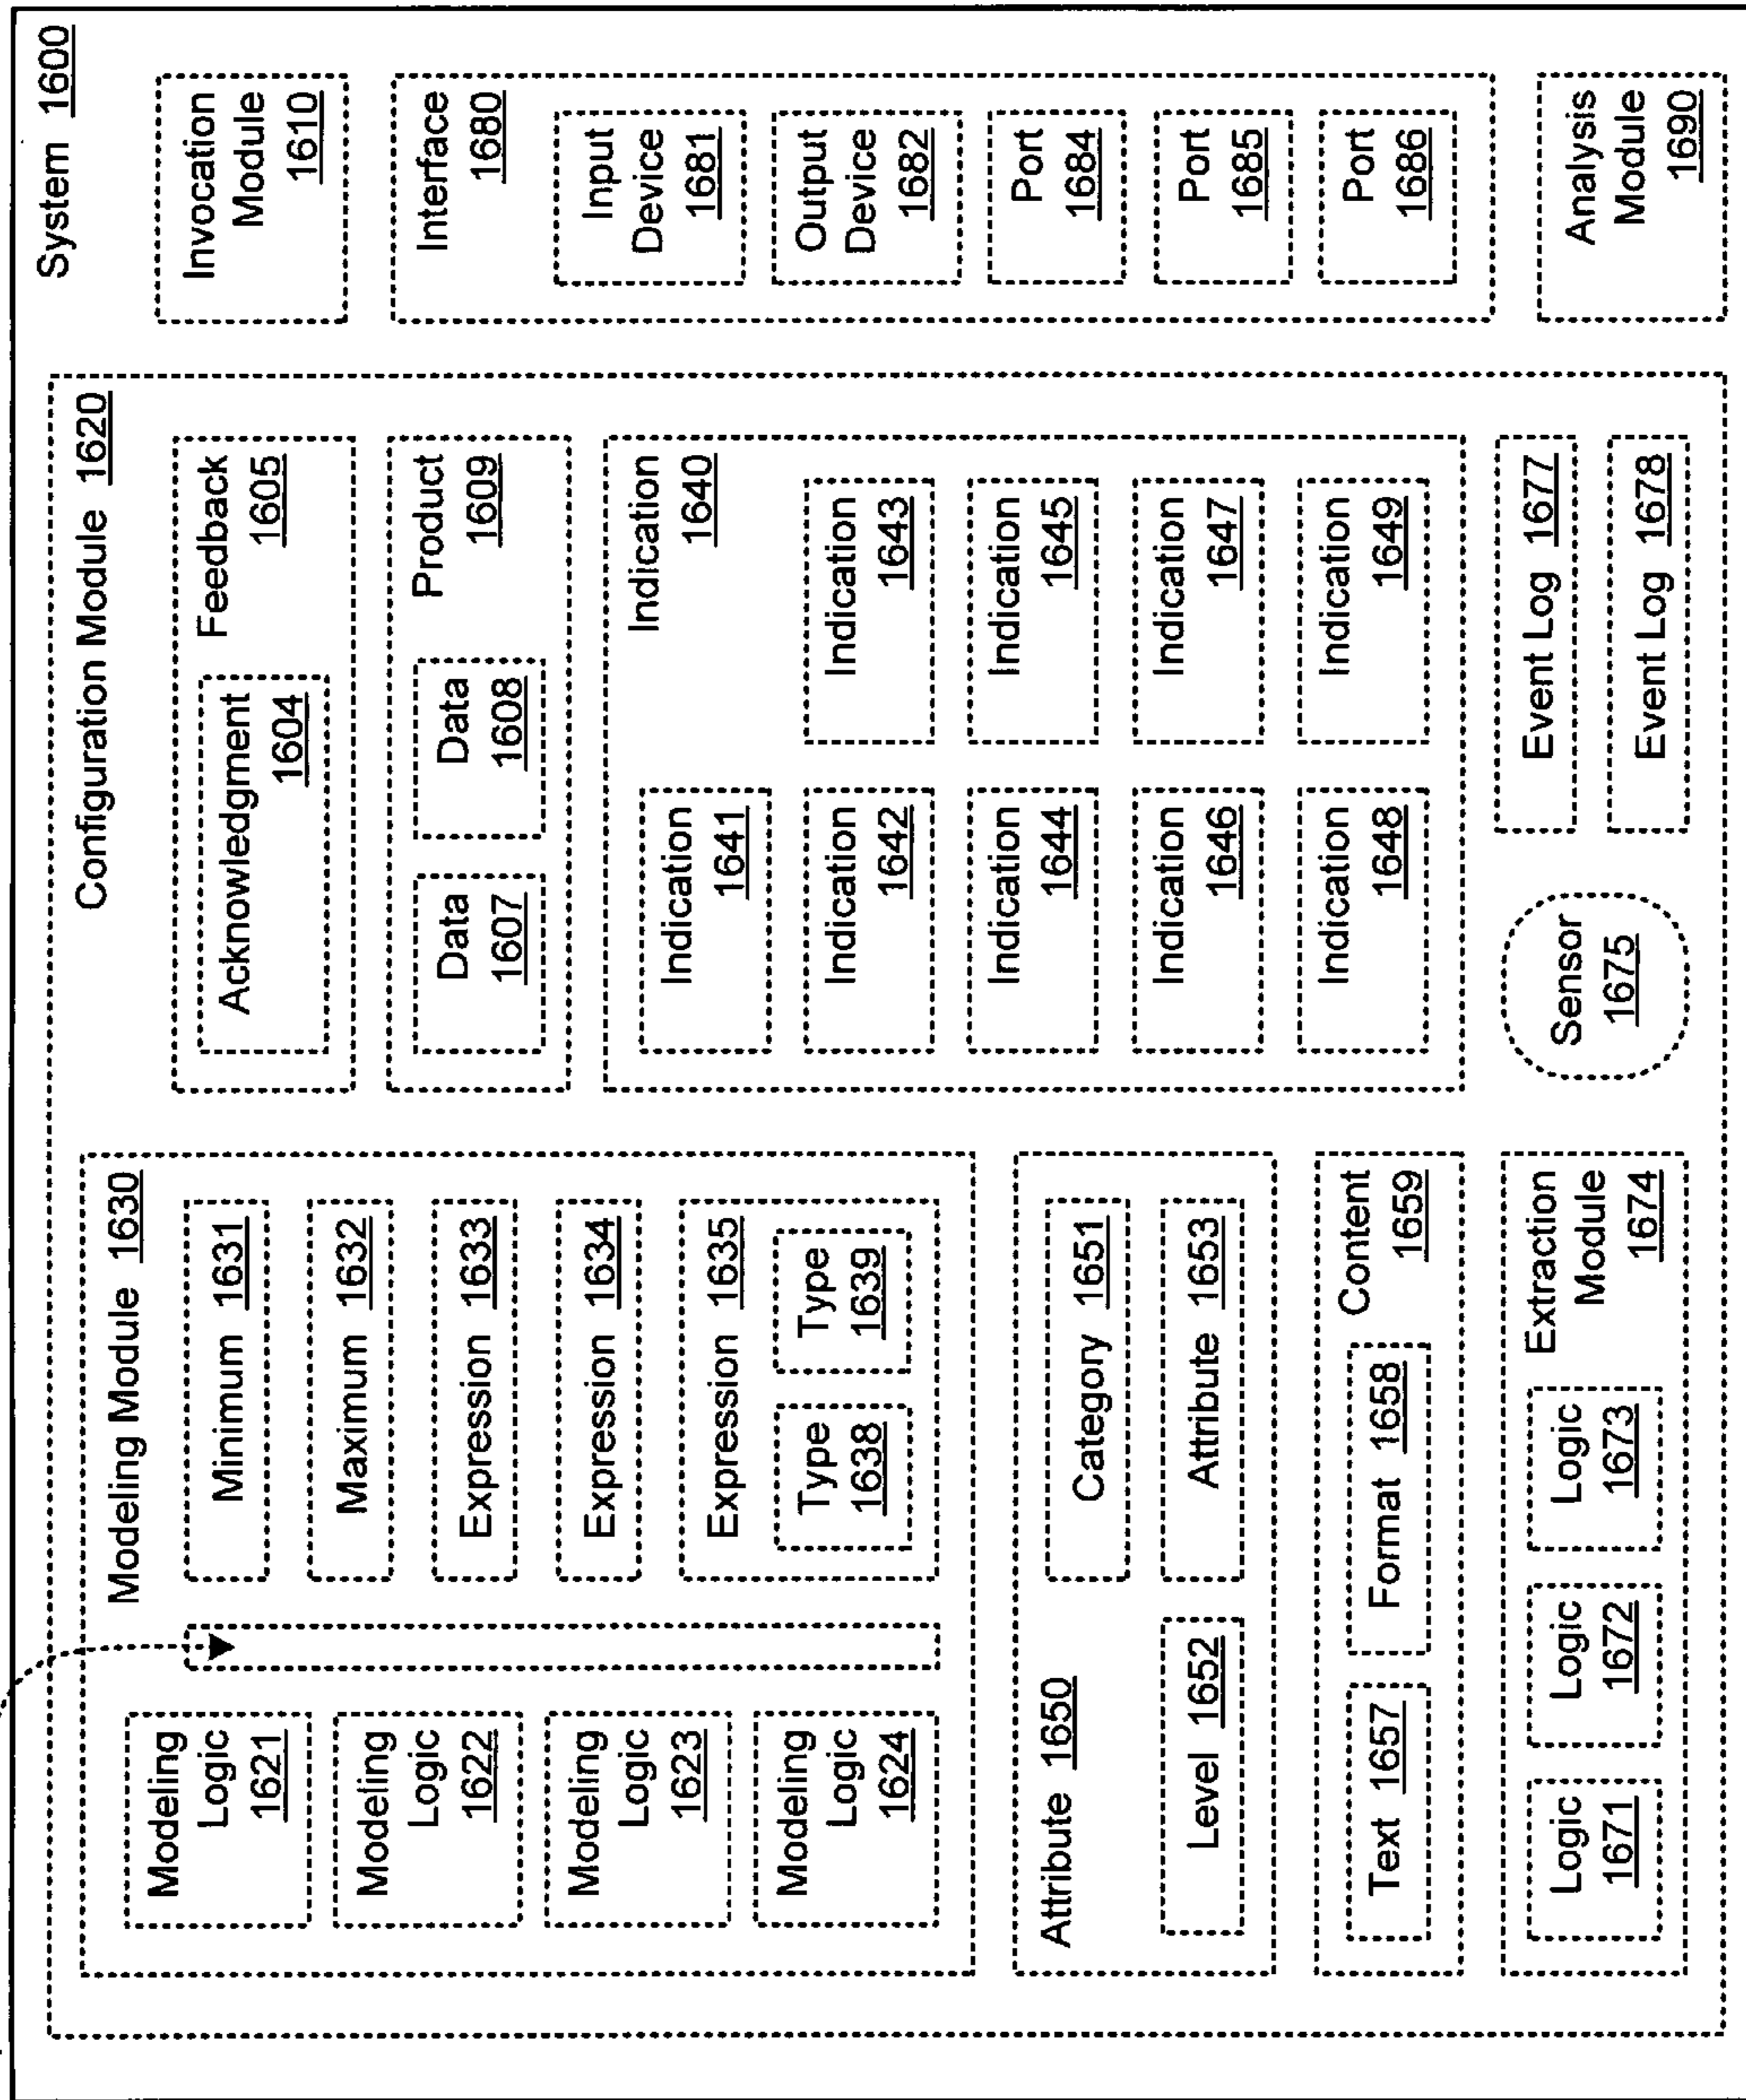 System 1600
Configuration Module 1620
Modeling Module 1630
Modeling
Logic
1621
Modeling
Logic
1622
Modeling
Logic
1623
Modeling
Logic
1624
Minimum 1631
Maximum 1632
Expression 1633
Expression 1634
Expression 1635
Type
1638
Type
1639
Attribute 1650
Category 1651
Level 1652
Attribute 1653
Text 1657
Format 1658
Content
1659
Logic
1671
Logic
1672
Logic
1673
Extraction
Module
1674
Acknowledgment
1604
Feedback
1605
Data
1607
Data
1608
Product
1609
Indication
1640
Indication
1641
Indication
1642
Indication
1643
Indication
1644
Indication
1645
Indication
1646
Indication
1647
Indication
1648
Indication
1649
Sensor
1675
Event Log 1677
Event Log 1678
Invocation
Module
1610
Interface
1680
Input
Device
1681
Output
Device
1682
Port
1684
Port
1685
Port
1686
Analysis
Module
1690